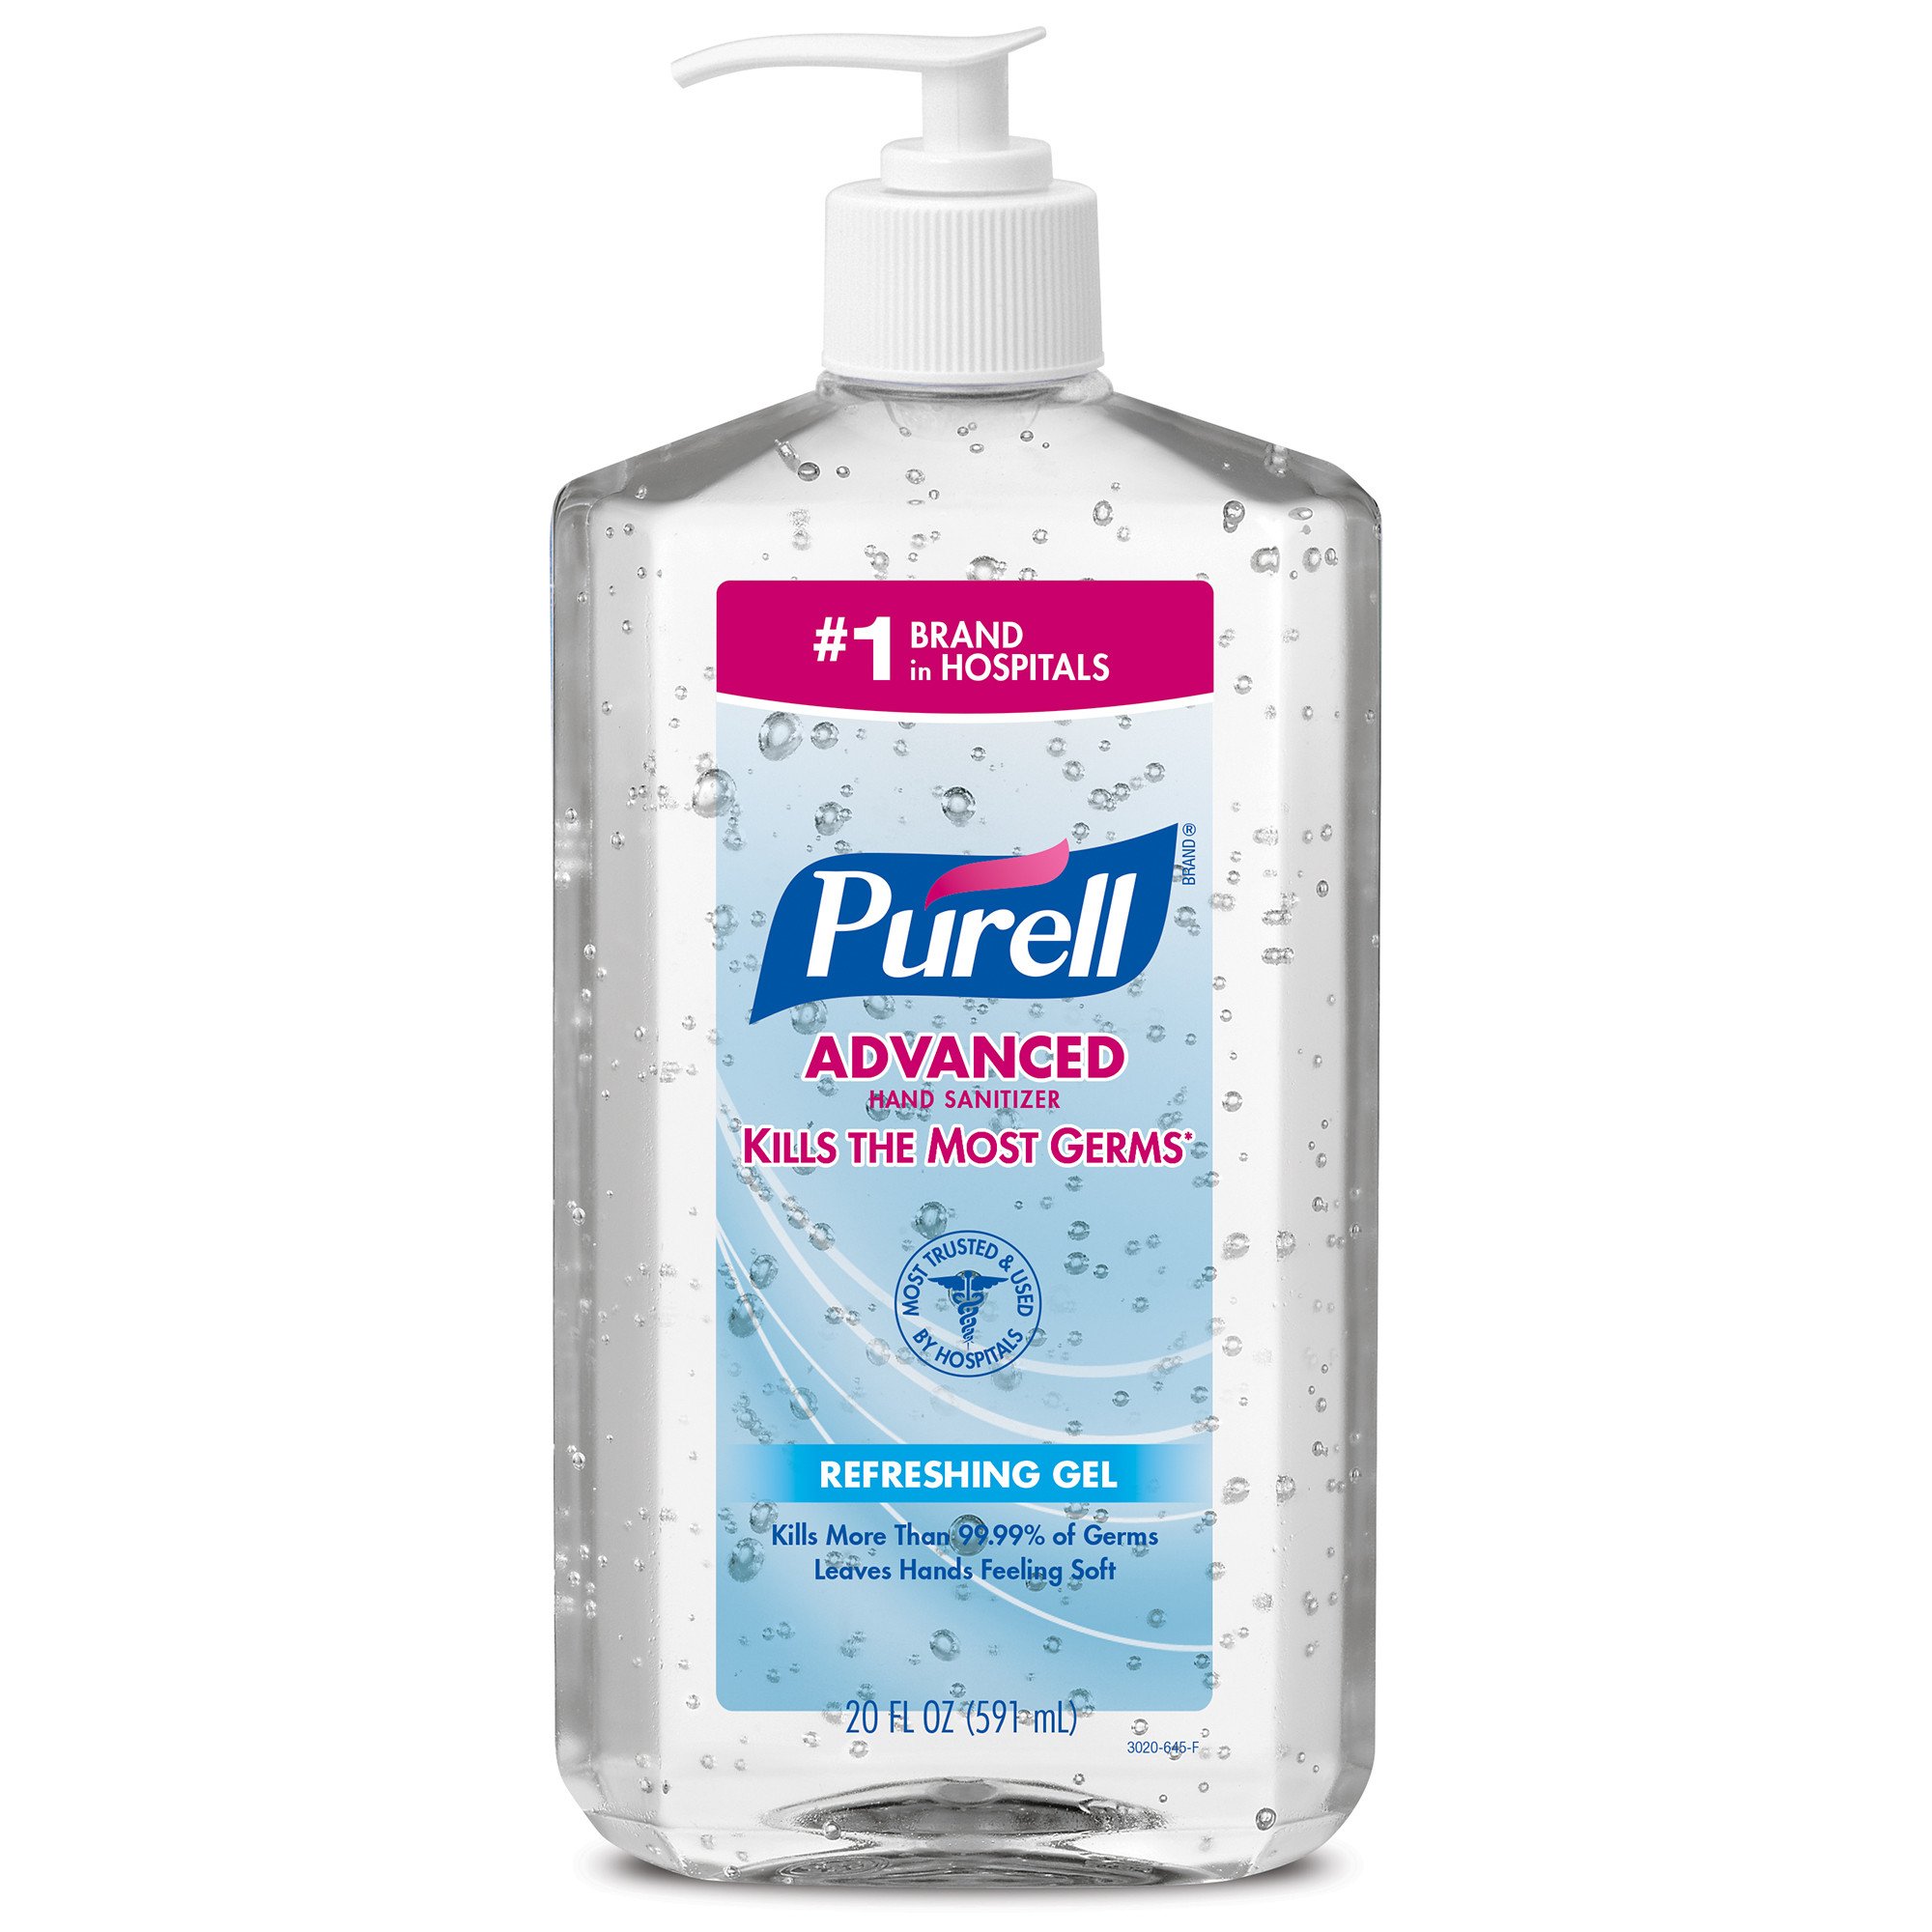 #1 BRAND
in HOSPITALS
Purell
BRAND®
ADVANCED
HAND SANITIZER
KILLS THE MOST GERMS*
MOST TRUSTED & USED
BY HOSPITALS
REFRESHING GEL
Kills More Than 99.99% of Germs
Leaves Hands Feeling Soft
20 FL OZ (591 mL)
3020-645-F